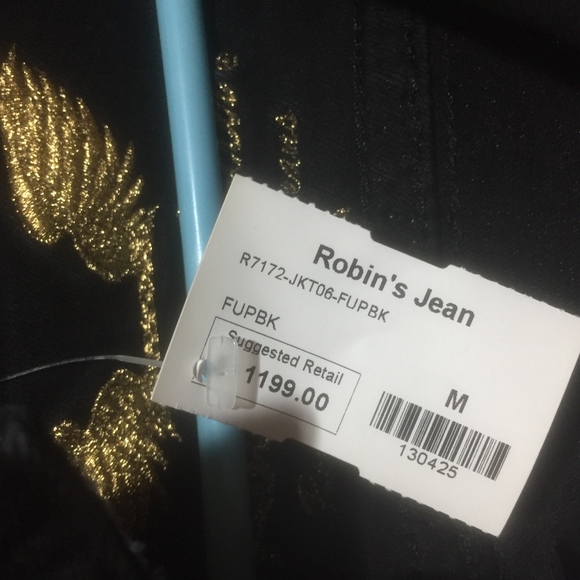 Robin's Jean
R7172-JKT06-FUPBK
FUPBK
Suggested Retail
1199.00
M
130425